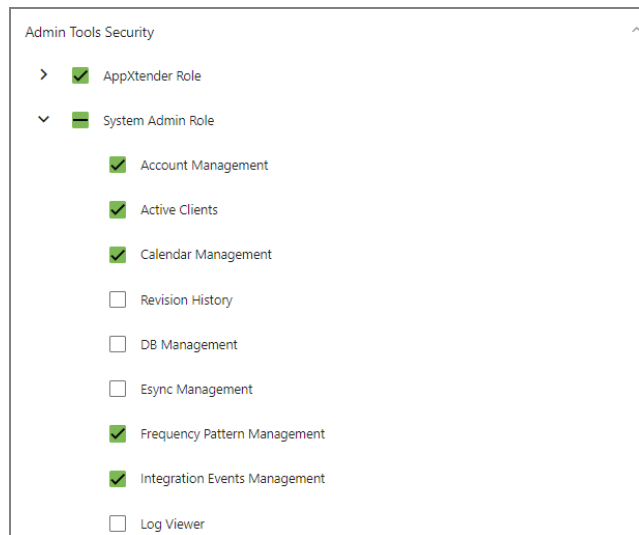 Admin Tools Security
AppXtender Role
System Admin Role
Account Management
Active Clients
Calendar Management
Revision History
DB Management
Esync Management
Frequency Pattern Management
Integration Events Management
Log Viewer